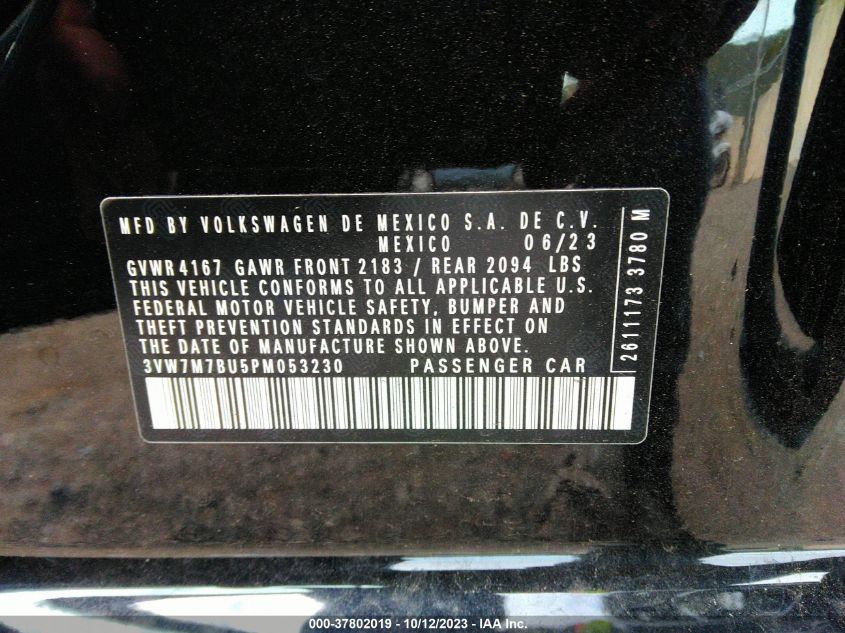 MFD BY VOLKSWAGEN DE MEXICO S.A. DE C.V.
MEXICO 06/23
GVWR 4167 GAWR FRONT 2183 / REAR 2094 LBS
THIS VEHICLE CONFORMS TO ALL APPLICABLE U.S.
FEDERAL MOTOR VEHICLE SAFETY, BUMPER AND
THEFT PREVENTION STANDARDS IN EFFECT ON
THE DATE OF MANUFACTURE SHOWN ABOVE.
3VW7M7BU5PM053230 PASSENGER CAR
2611173 3780 M
000-37802019 - 10/12/2023 - IAA Inc.